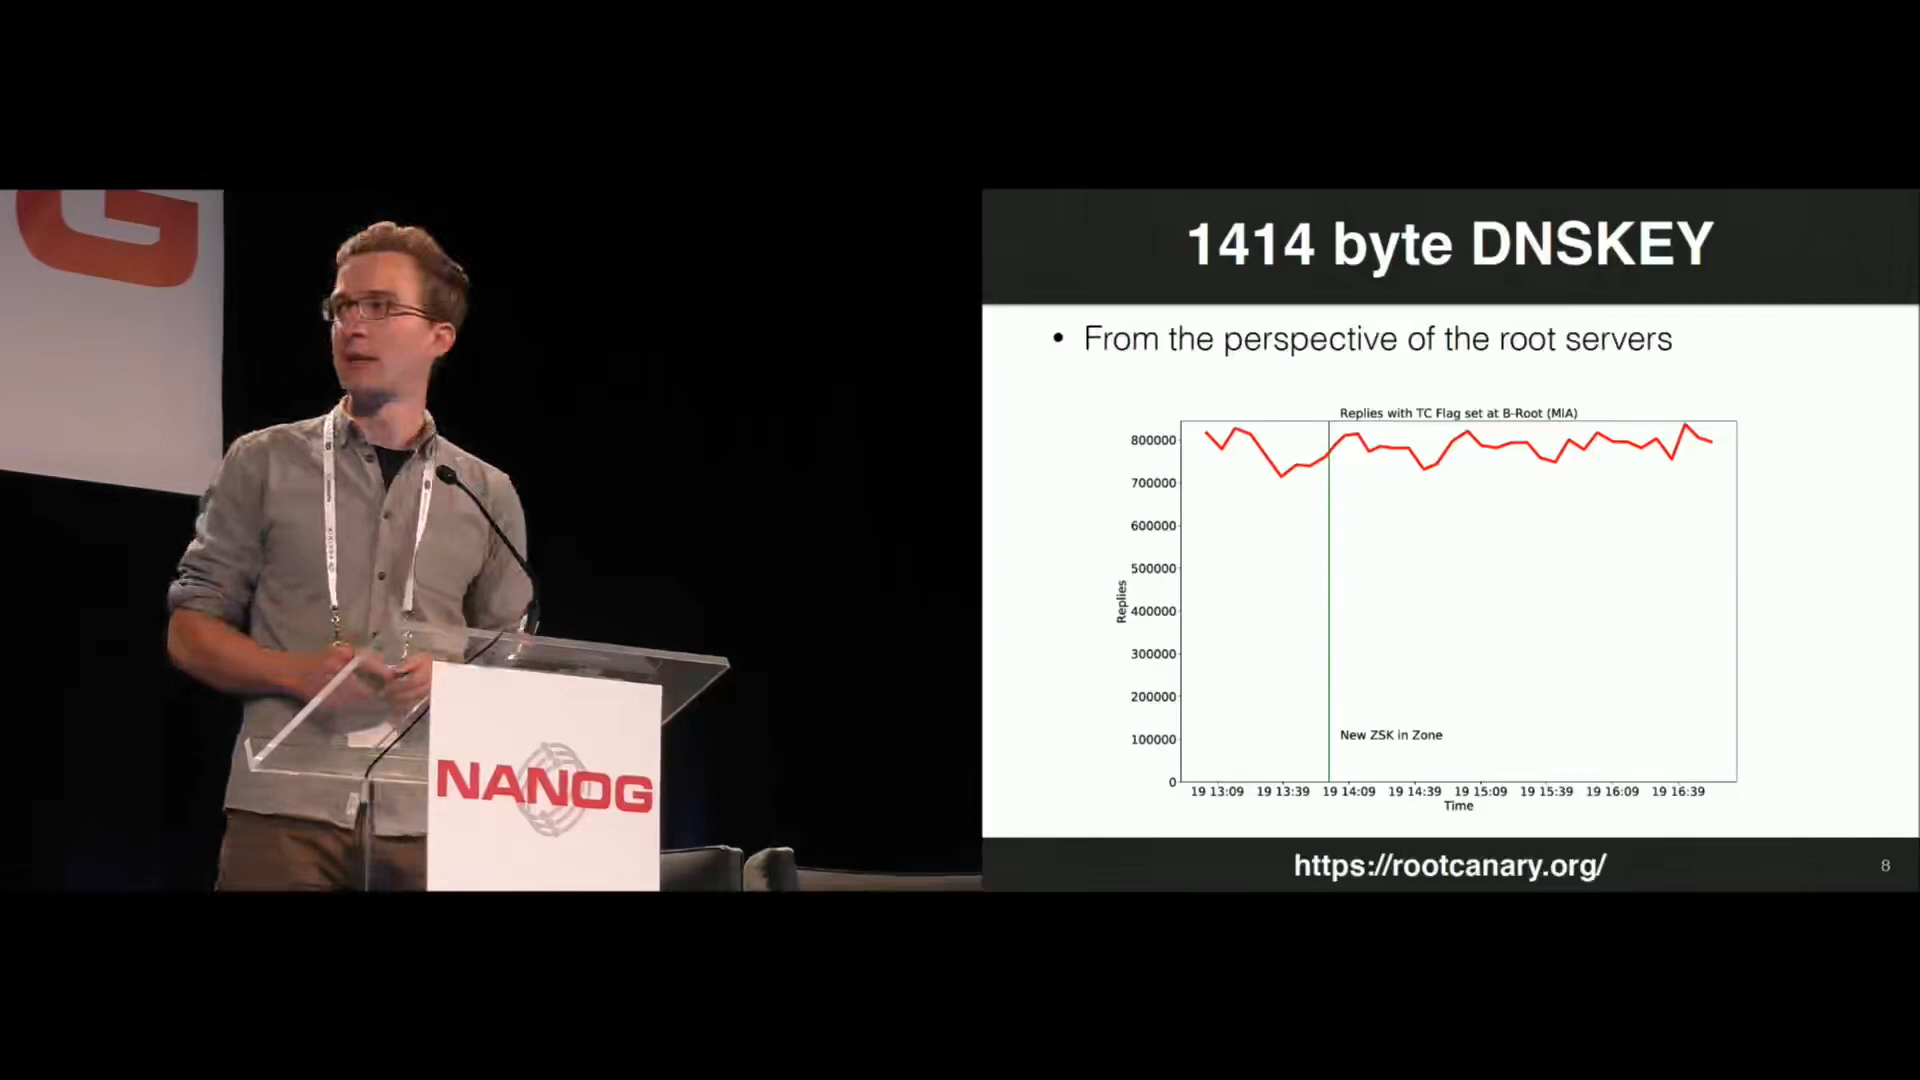 G
NANOG
1414 byte DNSKEY
• From the perspective of the root servers
Replies with TC Flag set at B-Root (MIA)
800000
700000
600000
500000
400000
300000
200000
100000
0
Replies
New ZSK in Zone
19 13:09 19 13:39 19 14:09 19 14:39 19 15:09 19 15:39 19 16:09 19 16:39
Time
https://rootcanary.org/
8